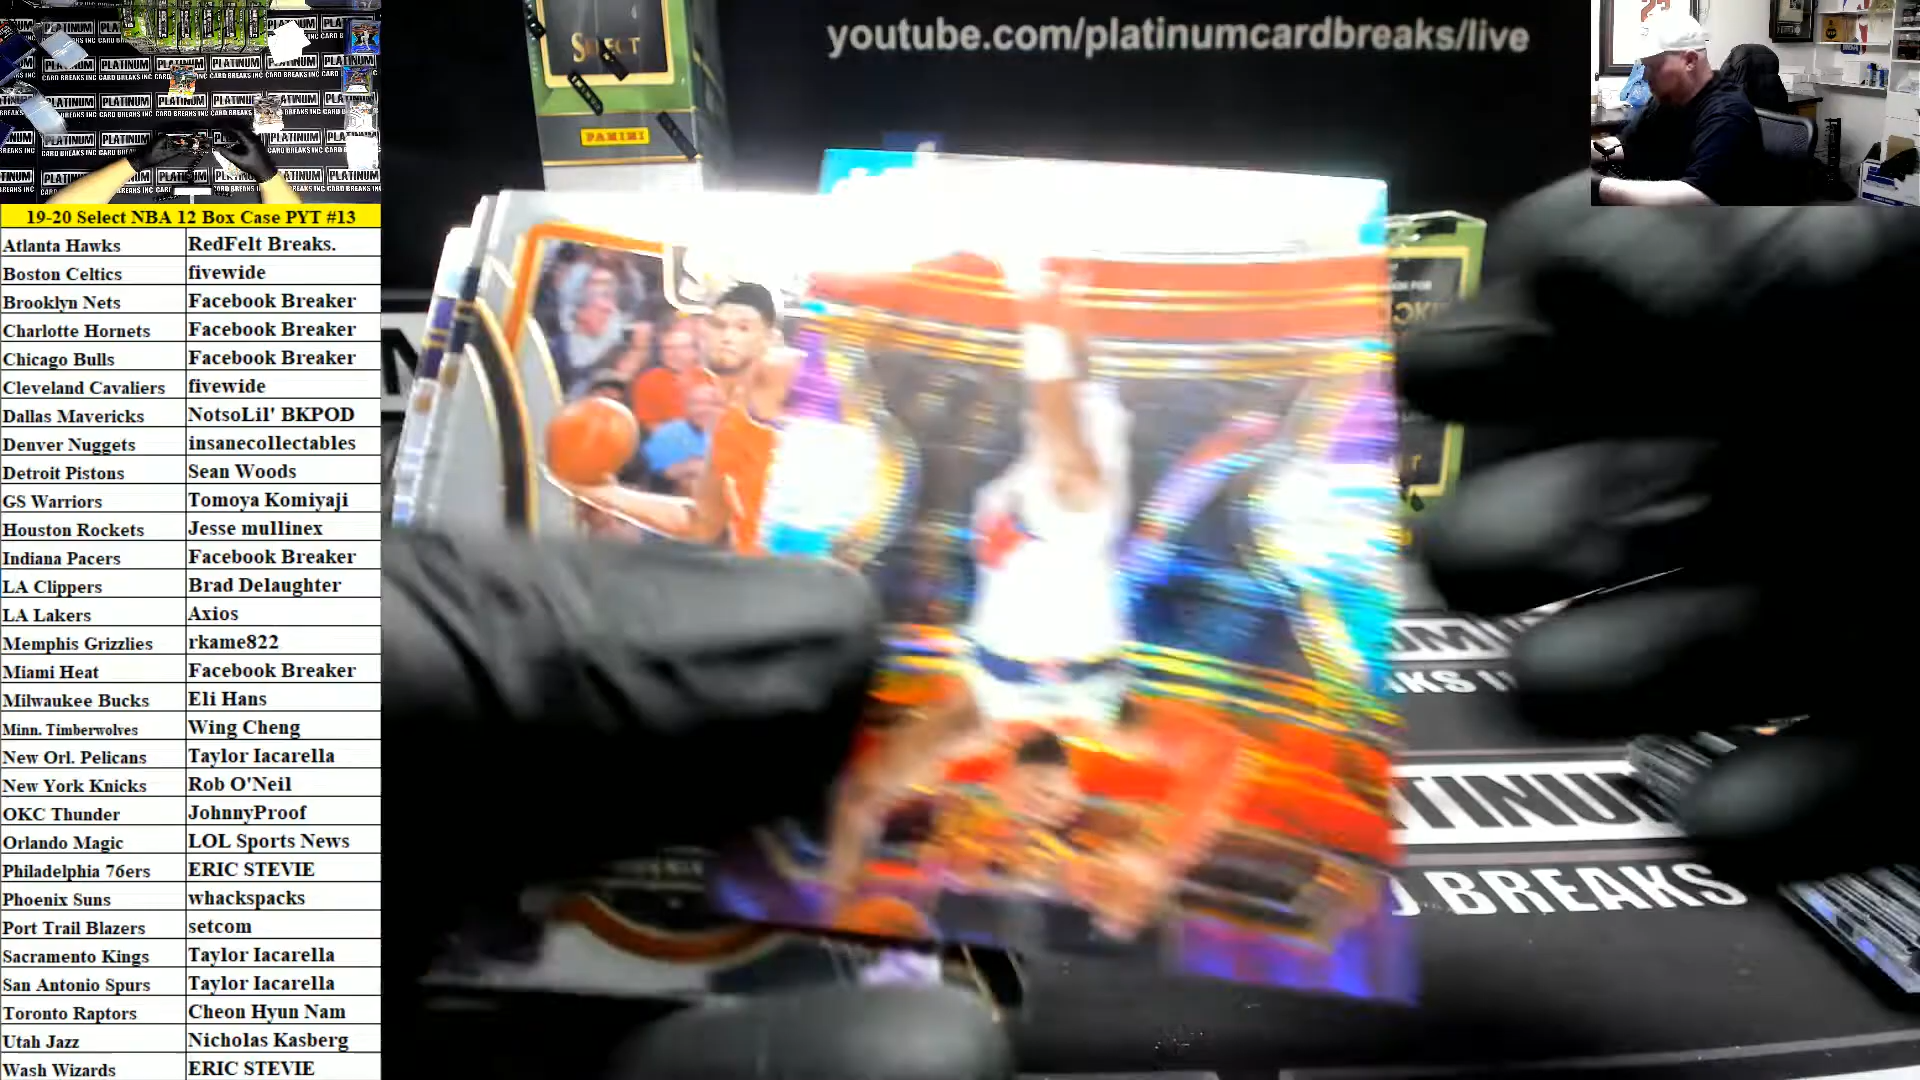 youtube.com/platinumcardbreaks/live
SELECT
PANINI
19-20 Select NBA 12 Box Case PYT #13
Atlanta Hawks RedFelt Breaks.
Boston Celtics fivewide
Brooklyn Nets Facebook Breaker
Charlotte Hornets Facebook Breaker
Chicago Bulls Facebook Breaker
Cleveland Cavaliers fivewide
Dallas Mavericks NotsoLil' BKPOD
Denver Nuggets insanecollectables
Detroit Pistons Sean Woods
GS Warriors Tomoya Komiyaji
Houston Rockets Jesse mullinex
Indiana Pacers Facebook Breaker
LA Clippers Brad Delaughter
LA Lakers Axios
Memphis Grizzlies rkame822
Miami Heat Facebook Breaker
Milwaukee Bucks Eli Hans
Minn. Timberwolves Wing Cheng
New Orl. Pelicans Taylor Iacarella
New York Knicks Rob O'Neil
OKC Thunder JohnnyProof
Orlando Magic LOL Sports News
Philadelphia 76ers ERIC STEVIE
Phoenix Suns whackspacks
Port Trail Blazers setcom
Sacramento Kings Taylor Iacarella
San Antonio Spurs Taylor Iacarella
Toronto Raptors Cheon Hyun Nam
Utah Jazz Nicholas Kasberg
Wash Wizards ERIC STEVIE
PLATINUM
CARD BREAKS INC